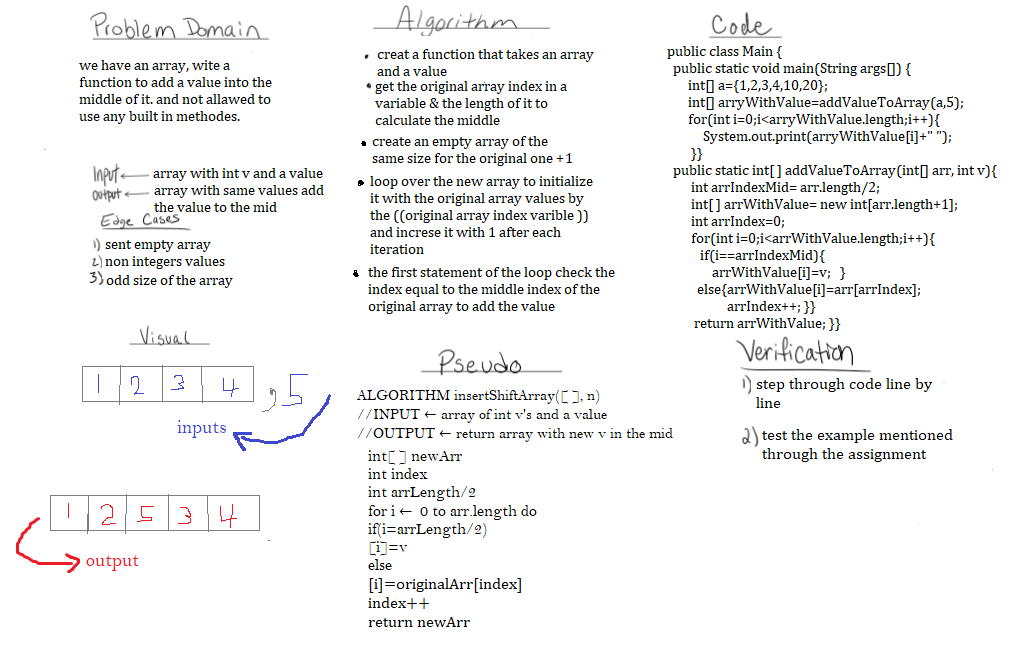 Problem Domain
we have an array, wite a
function to add a value into the
middle of it. and not allawed to
use any built in methodes.
Input ← array with int v and a value
output ← array with same values add
the value to the mid
Edge Cases
1) sent empty array
2) non integers values
3) odd size of the array
Visual
1 2 3 4 , 5
inputs
1 2 5 3 4
output
Algorithm
• creat a function that takes an array
and a value
• get the original array index in a
variable & the length of it to
calculate the middle
• create an empty array of the
same size for the original one +1
• loop over the new array to initialize
it with the original array values by
the ((original array index varible ))
and increse it with 1 after each
iteration
• the first statement of the loop check the
index equal to the middle index of the
original array to add the value
Pseudo
ALGORITHM insertShiftArray([ ], n)
//INPUT ← array of int v's and a value
//OUTPUT ← return array with new v in the mid
int[ ] newArr
int index
int arrLength/2
for i ← 0 to arr.length do
if(i=arrLength/2)
[i]=v
else
[i]=originalArr[index]
index++
return newArr
Code
public class Main {
public static void main(String args[]) {
int[] a={1,2,3,4,10,20};
int[] arryWithValue=addValueToArray(a,5);
for(int i=0;i<arryWithValue.length;i++){
System.out.print(arryWithValue[i]+" ");
}}
public static int[ ] addValueToArray(int[] arr, int v){
int arrIndexMid= arr.length/2;
int[ ] arrWithValue= new int[arr.length+1];
int arrIndex=0;
for(int i=0;i<arrWithValue.length;i++){
if(i==arrIndexMid){
arrWithValue[i]=v; }
else{arrWithValue[i]=arr[arrIndex];
arrIndex++; }}
return arrWithValue; }}
Verification
1) step through code line by
line
2) test the example mentioned
through the assignment